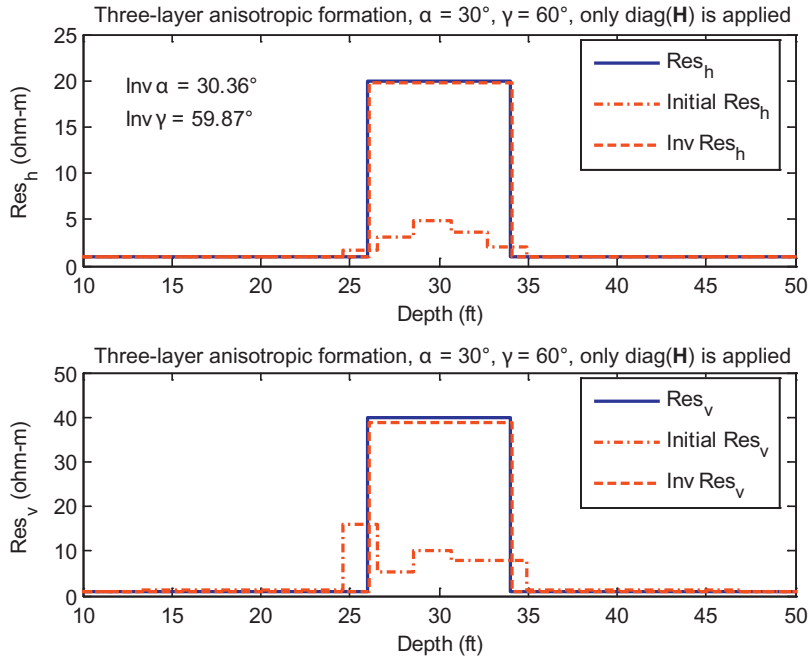 Three-layer anisotropic formation, α = 30°, γ = 60°, only diag(H) is applied
25
20
15
10
5
0
Res_h (ohm-m)
Inv α = 30.36°
Inv γ = 59.87°
Res_h
Initial Res_h
Inv Res_h
10 15 20 25 30 35 40 45 50
Depth (ft)
Three-layer anisotropic formation, α = 30°, γ = 60°, only diag(H) is applied
50
40
30
20
10
0
Res_v (ohm-m)
Res_v
Initial Res_v
Inv Res_v
10 15 20 25 30 35 40 45 50
Depth (ft)